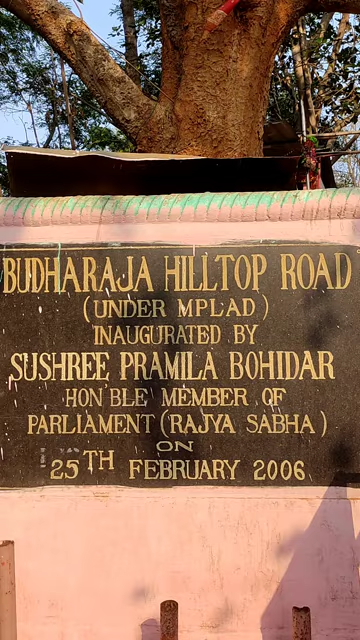 BUDHARAJA HILLTOP ROAD
(UNDER MPLAD)
INAUGURATED BY
SUSHREE PRAMILA BOHIDAR
HON'BLE MEMBER OF
PARLIAMENT (RAJYA SABHA)
ON
25TH FEBRUARY 2006